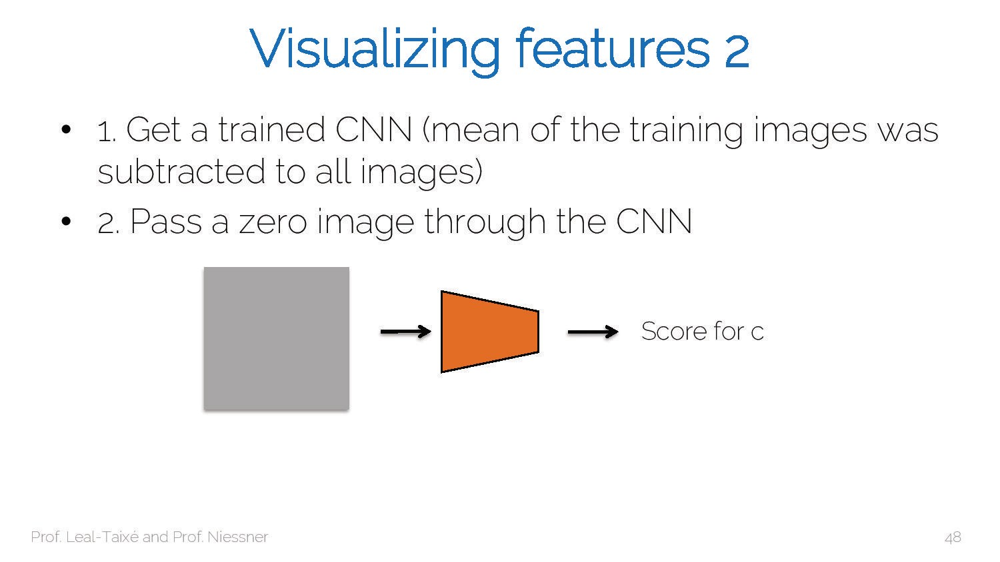 Visualizing features 2
• 1. Get a trained CNN (mean of the training images was
subtracted to all images)
• 2. Pass a zero image through the CNN
Score for c
Prof. Leal-Taixé and Prof. Niessner
48